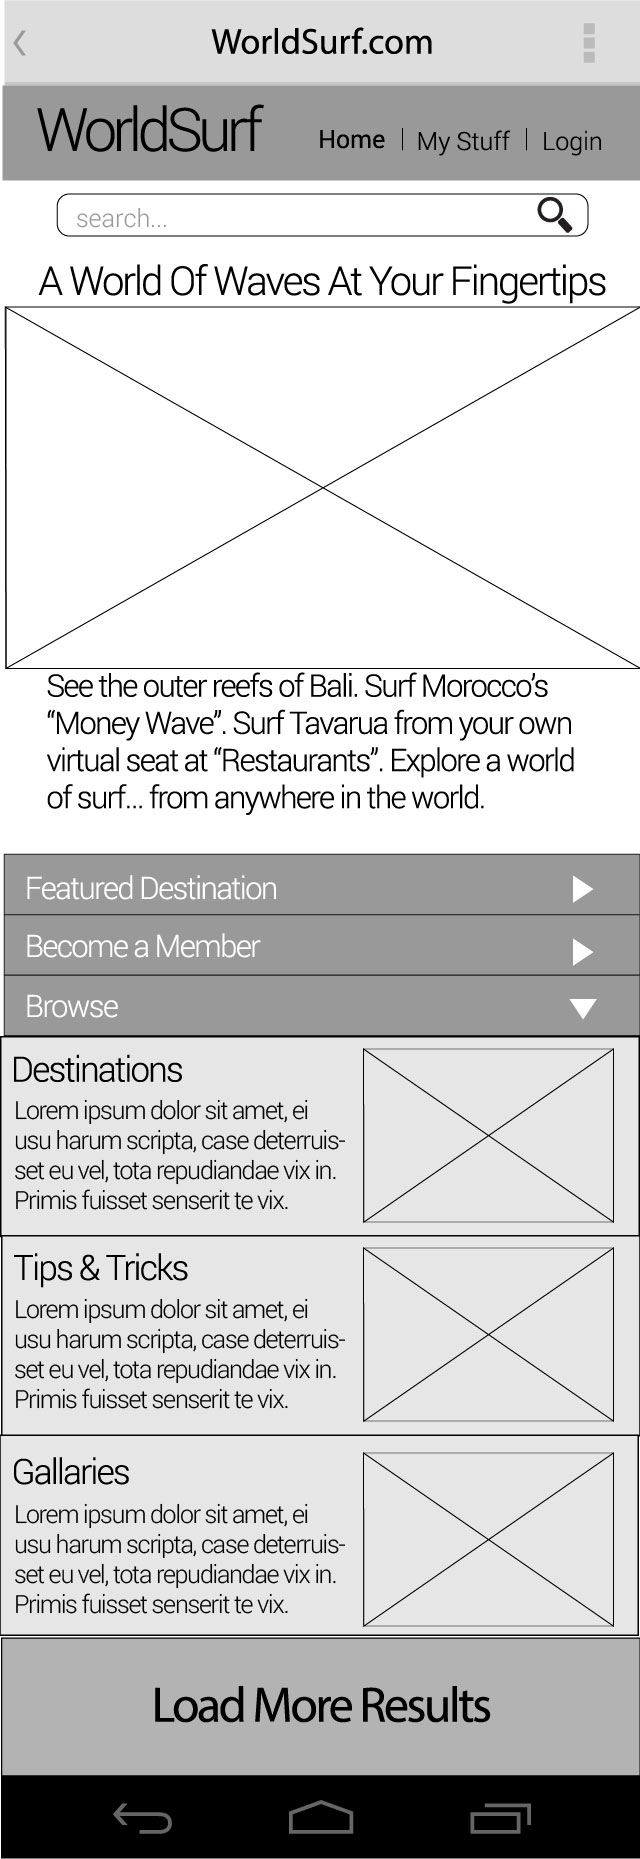 WorldSurf.com
WorldSurf
Home | My Stuff | Login
search...
A World Of Waves At Your Fingertips
See the outer reefs of Bali. Surf Morocco’s
“Money Wave”. Surf Tavarua from your own
virtual seat at “Restaurants”. Explore a world
of surf... from anywhere in the world.
Featured Destination
Become a Member
Browse
Destinations
Lorem ipsum dolor sit amet, ei
usu harum scripta, case deterruis-
set eu vel, tota repudiandae vix in.
Primis fuisset senserit te vix.
Tips & Tricks
Lorem ipsum dolor sit amet, ei
usu harum scripta, case deterruis-
set eu vel, tota repudiandae vix in.
Primis fuisset senserit te vix.
Gallaries
Lorem ipsum dolor sit amet, ei
usu harum scripta, case deterruis-
set eu vel, tota repudiandae vix in.
Primis fuisset senserit te vix.
Load More Results